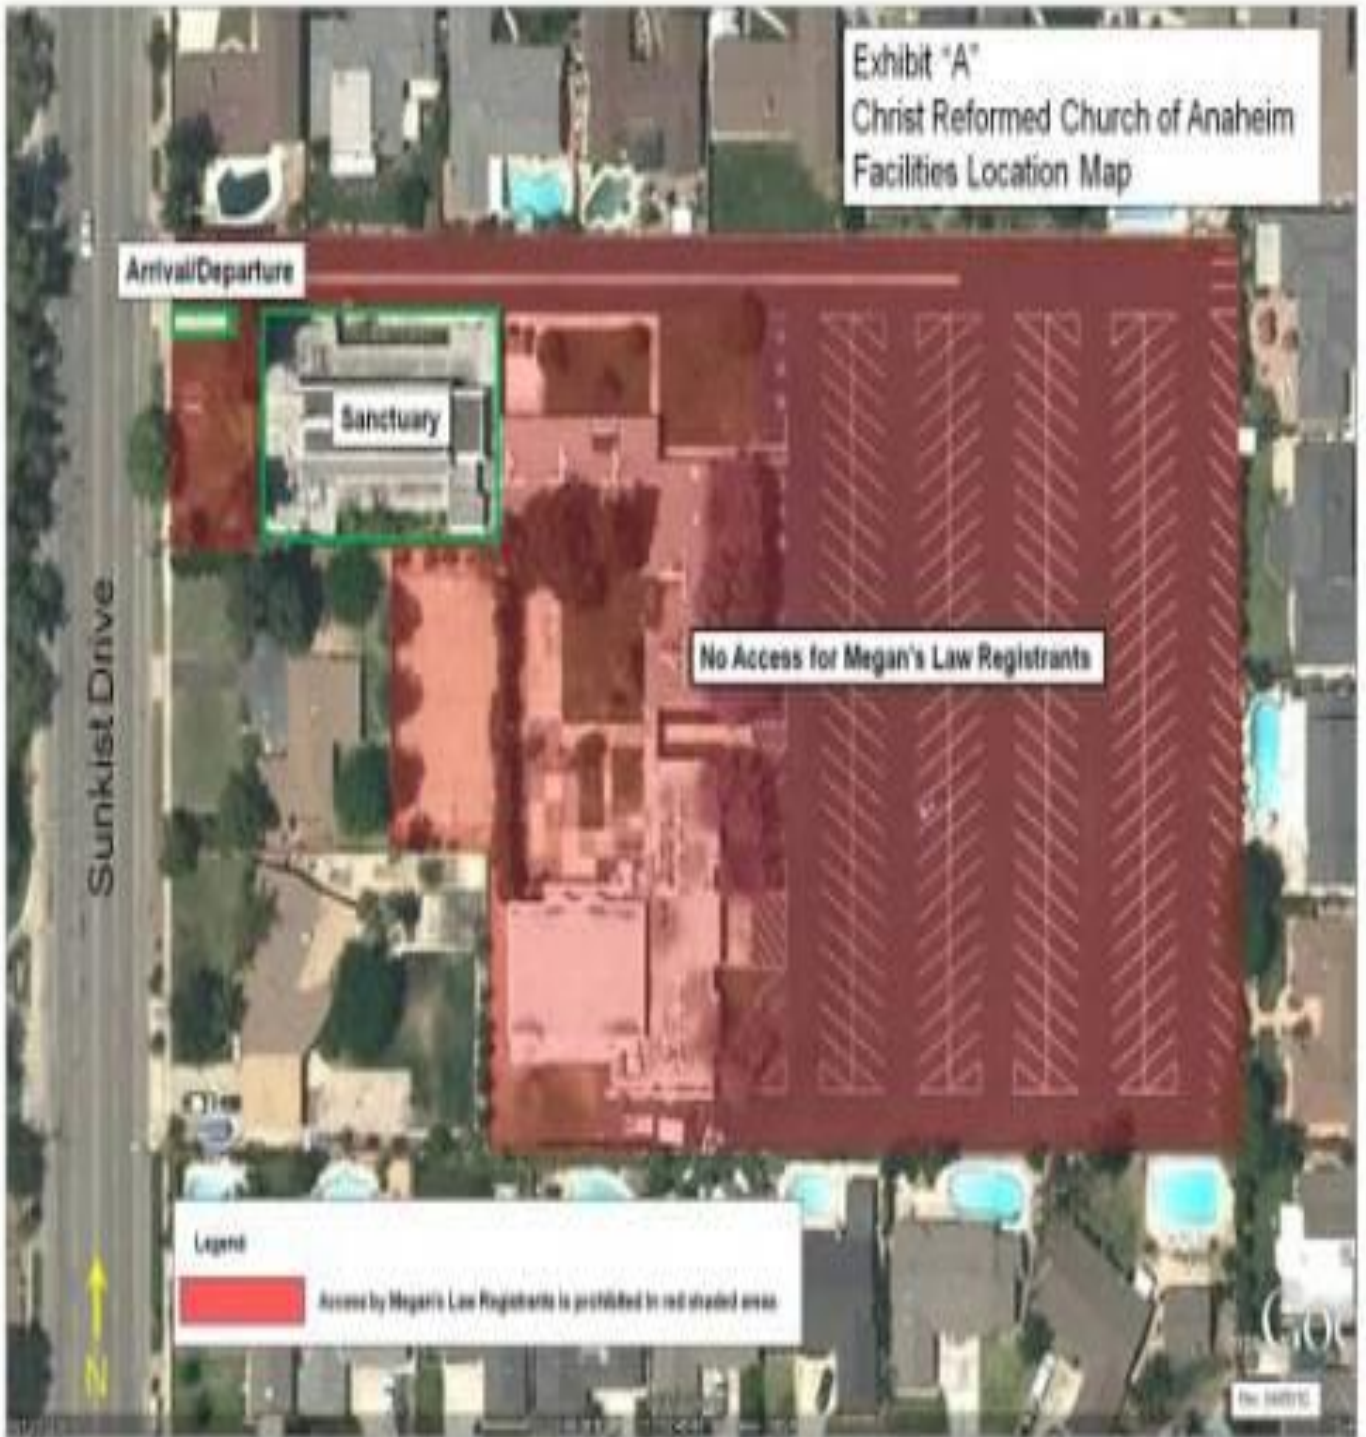 Exhibit “A”
Christ Reformed Church of Anaheim
Facilities Location Map
Arrival/Departure
Sanctuary
No Access for Megan's Law Registrants
Sunkist Drive
Legend
Access by Megan's Law Registrants is prohibited in red shaded areas
N
Goo